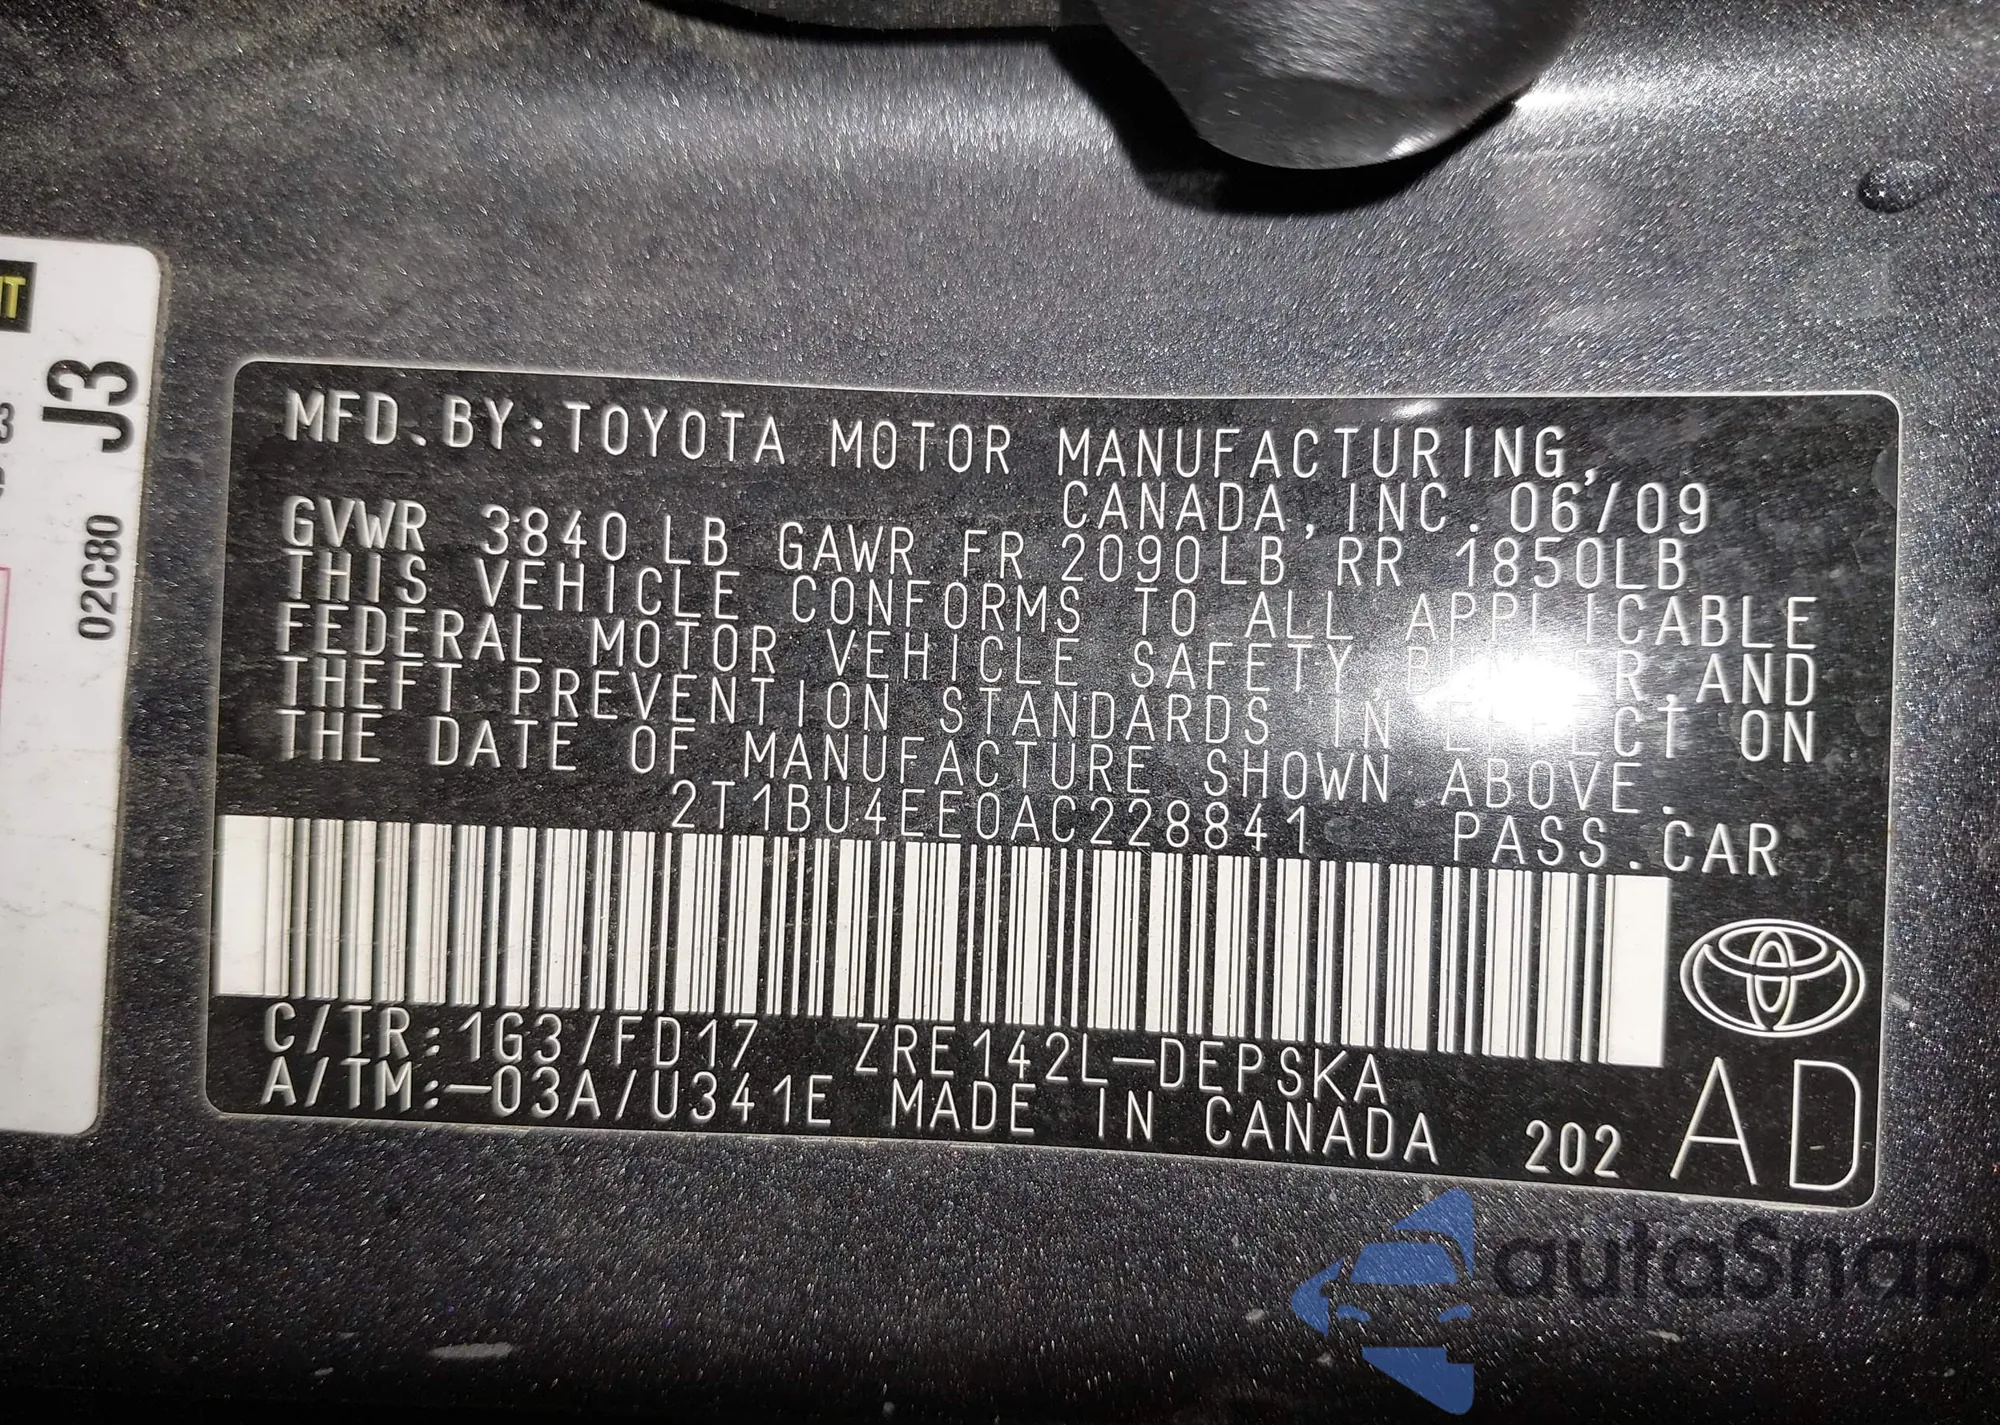 MFD.BY:TOYOTA MOTOR MANUFACTURING,
CANADA,INC.06/09
GVWR 3840 LB GAWR FR 2090LB RR 1850LB
THIS VEHICLE CONFORMS TO ALL APPLICABLE
FEDERAL MOTOR VEHICLE SAFETY, BUMPER,AND
THEFT PREVENTION STANDARDS IN EFFECT ON
THE DATE OF MANUFACTURE SHOWN ABOVE.
2T1BU4EE0AC228841 PASS.CAR
C/TR:1G3/FD17 ZRE142L-DEPSKA
A/TM:-03A/U341E MADE IN CANADA 202 AD
J3
02C80
autoSnap